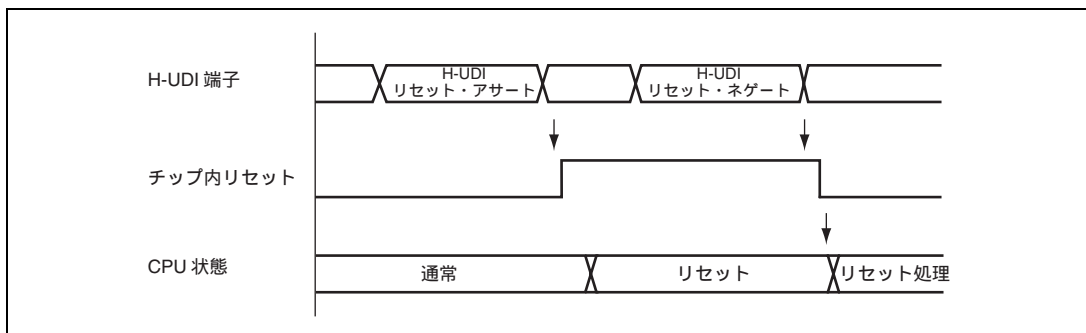 H-UDI 端子
H-UDI
リセット・アサート
H-UDI
リセット・ネゲート
チップ内リセット
CPU 状態
通常
リセット
リセット処理